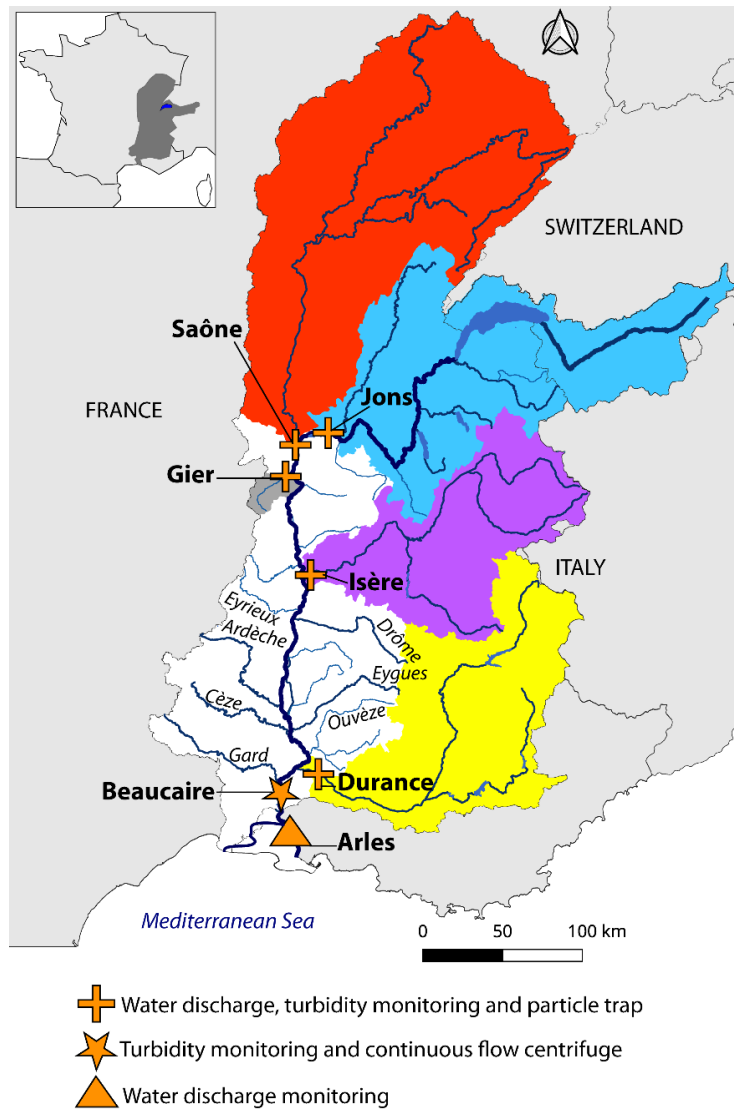 SWITZERLAND
Saône
Jons
FRANCE
Gier
ITALY
Isère
Eyrieux
Ardèche
Drôme
Eygues
Cèze
Ouvèze
Gard
Durance
Beaucaire
Arles
Mediterranean Sea
0 50 100 km
Water discharge, turbidity monitoring and particle trap
Turbidity monitoring and continuous flow centrifuge
Water discharge monitoring